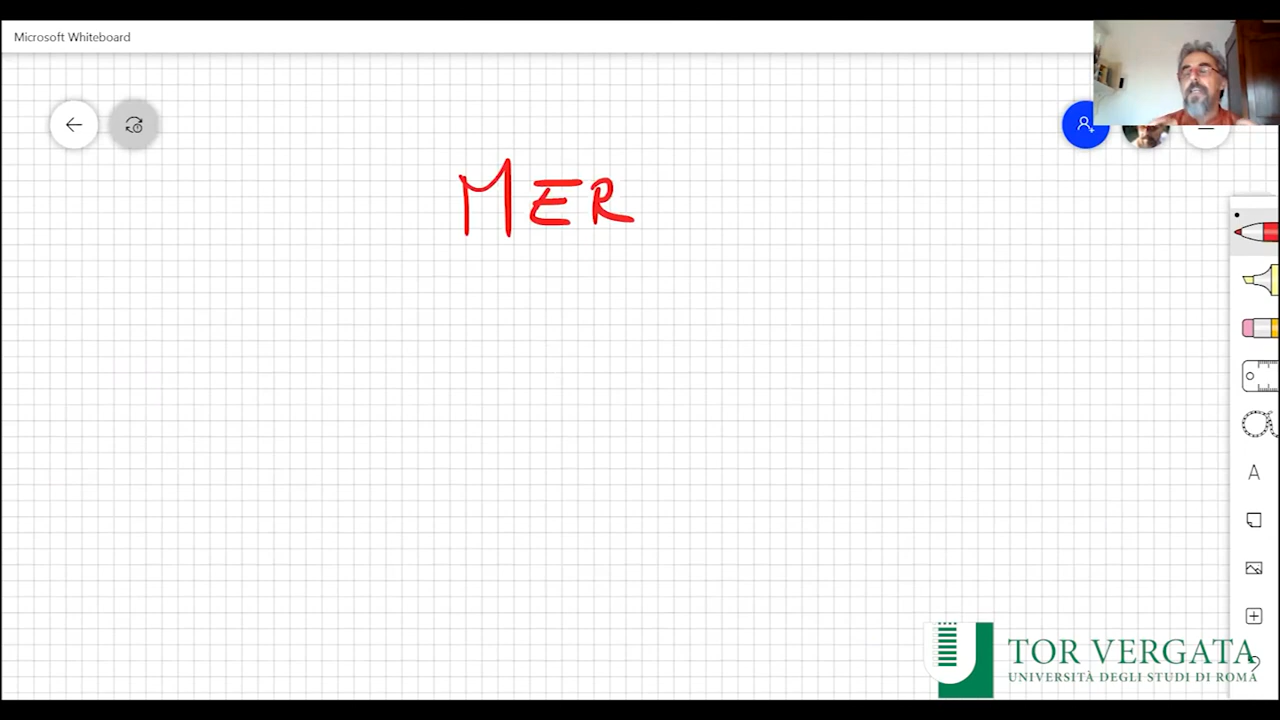 Microsoft Whiteboard
MER
A
TOR VERGATA
UNIVERSITÀ DEGLI STUDI DI ROMA